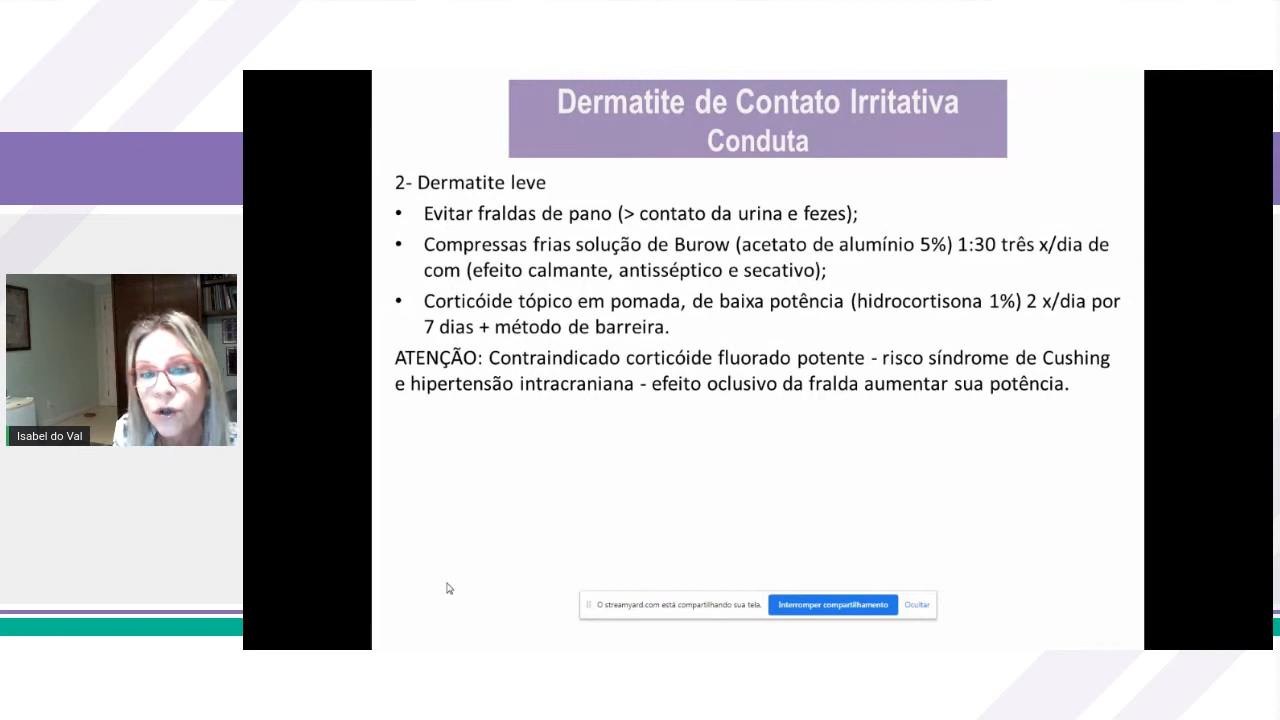 Dermatite de Contato Irritativa
Conduta
2- Dermatite leve
• Evitar fraldas de pano (> contato da urina e fezes);
• Compressas frias solução de Burow (acetato de alumínio 5%) 1:30 três x/dia de
com (efeito calmante, antisséptico e secativo);
• Corticóide tópico em pomada, de baixa potência (hidrocortisona 1%) 2 x/dia por
7 dias + método de barreira.
ATENÇÃO: Contraindicado corticóide fluorado potente - risco síndrome de Cushing
e hipertensão intracraniana - efeito oclusivo da fralda aumentar sua potência.
Isabel do Val
O streamyard.com está compartilhando sua tela. Interromper compartilhamento Ocultar